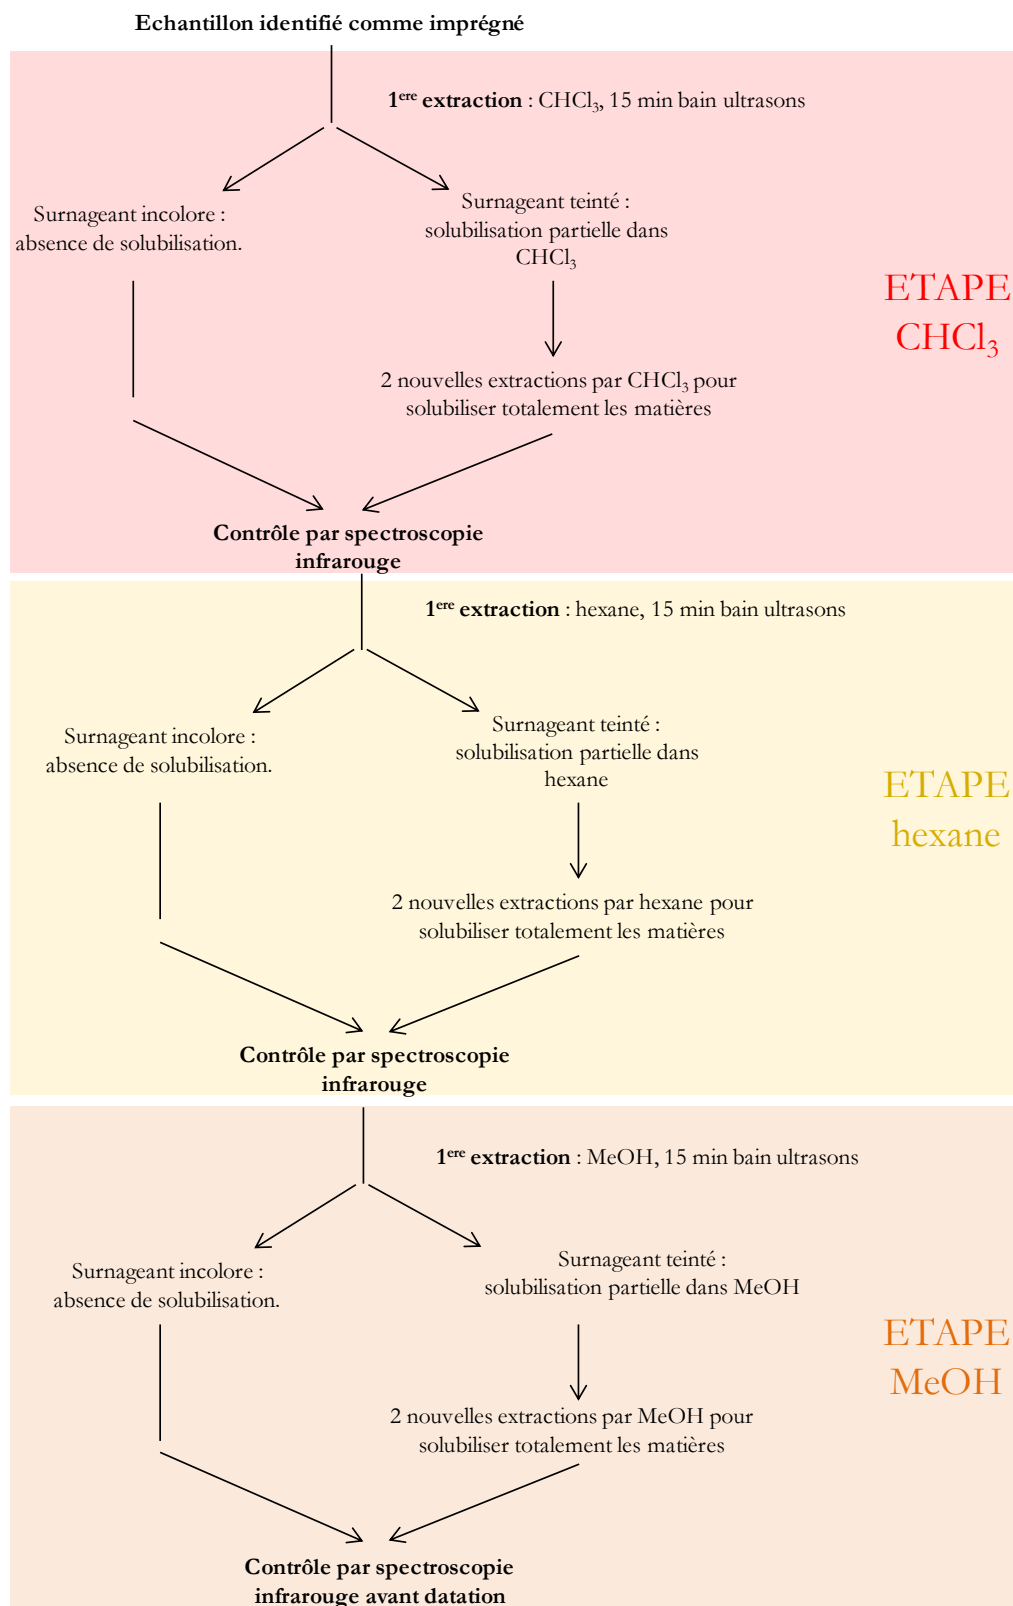 Echantillon identifié comme imprégné
1ere extraction : CHCl3, 15 min bain ultrasons
Surnageant incolore :
absence de solubilisation.
Surnageant teinté :
solubilisation partielle dans
CHCl3
ETAPE
CHCl3
2 nouvelles extractions par CHCl3 pour
solubiliser totalement les matières
Contrôle par spectroscopie
infrarouge
1ere extraction : hexane, 15 min bain ultrasons
Surnageant incolore :
absence de solubilisation.
Surnageant teinté :
solubilisation partielle dans
hexane
ETAPE
hexane
2 nouvelles extractions par hexane pour
solubiliser totalement les matières
Contrôle par spectroscopie
infrarouge
1ere extraction : MeOH, 15 min bain ultrasons
Surnageant incolore :
absence de solubilisation.
Surnageant teinté :
solubilisation partielle dans MeOH
ETAPE
MeOH
2 nouvelles extractions par MeOH pour
solubiliser totalement les matières
Contrôle par spectroscopie
infrarouge avant datation